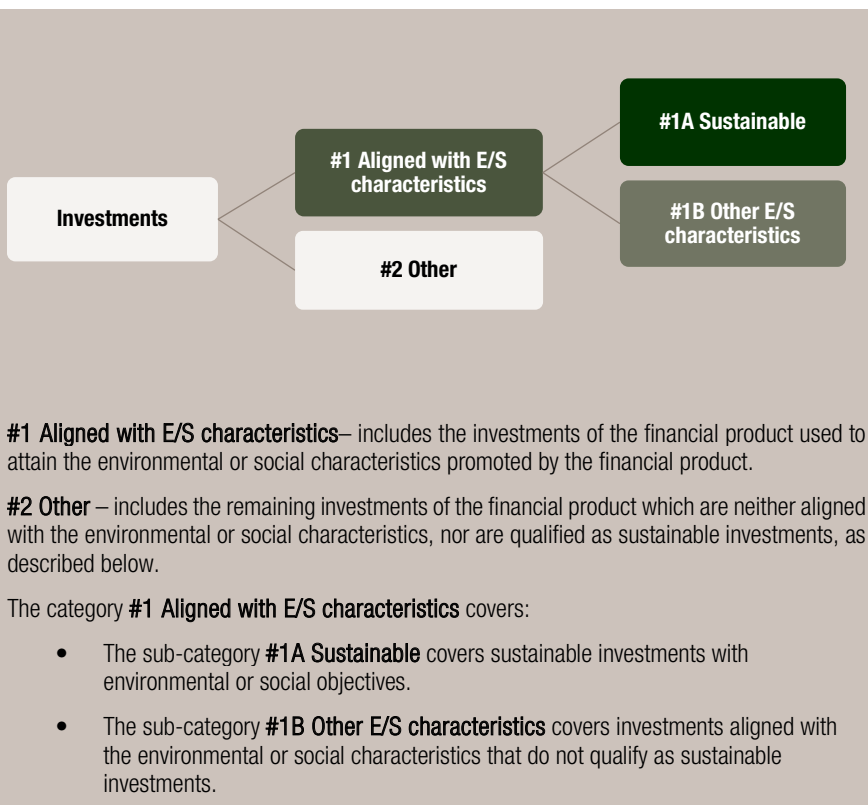 #1A Sustainable
#1 Aligned with E/S
characteristics
Investments
#1B Other E/S
characteristics
#2 Other
#1 Aligned with E/S characteristics– includes the investments of the financial product used to
attain the environmental or social characteristics promoted by the financial product.
#2 Other – includes the remaining investments of the financial product which are neither aligned
with the environmental or social characteristics, nor are qualified as sustainable investments, as
described below.
The category #1 Aligned with E/S characteristics covers:
• The sub-category #1A Sustainable covers sustainable investments with
environmental or social objectives.
• The sub-category #1B Other E/S characteristics covers investments aligned with
the environmental or social characteristics that do not qualify as sustainable
investments.